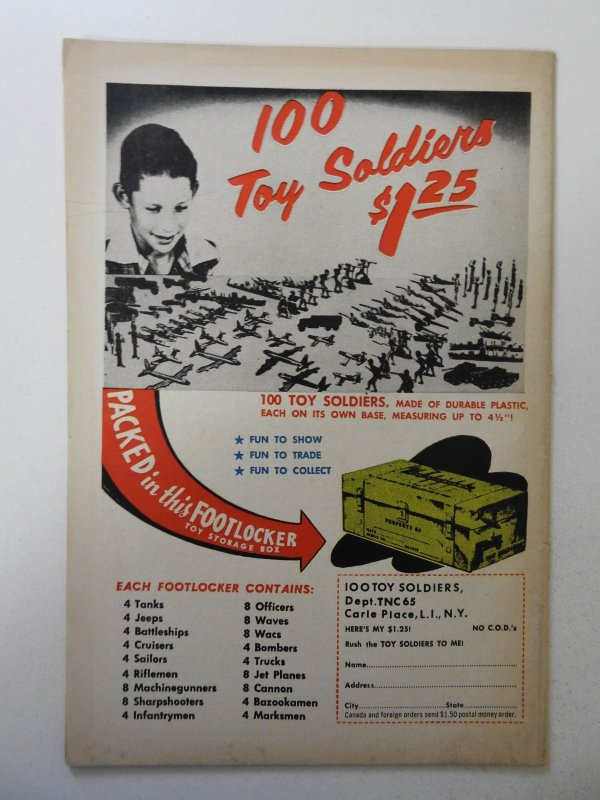 100
Toy Soldiers
$1.25
100 TOY SOLDIERS, MADE OF DURABLE PLASTIC,
EACH ON ITS OWN BASE, MEASURING UP TO 4½"!
★ FUN TO SHOW
★ FUN TO TRADE
★ FUN TO COLLECT
PACKED in this FOOTLOCKER
TOY STORAGE BOX
PROPERTY OF
EACH FOOTLOCKER CONTAINS:
4 Tanks
4 Jeeps
4 Battleships
4 Cruisers
4 Sailors
4 Riflemen
8 Machinegunners
8 Sharpshooters
4 Infantrymen
8 Officers
8 Waves
8 Wacs
4 Bombers
4 Trucks
8 Jet Planes
8 Cannon
4 Bazookamen
4 Marksmen
100 TOY SOLDIERS,
Dept. TNC65
Carle Place, L.I., N.Y.
HERE'S MY $1.25! NO C.O.D.'s
Rush the TOY SOLDIERS TO ME!
Name
Address
City State
Canada and foreign orders send $1.50 postal money order.